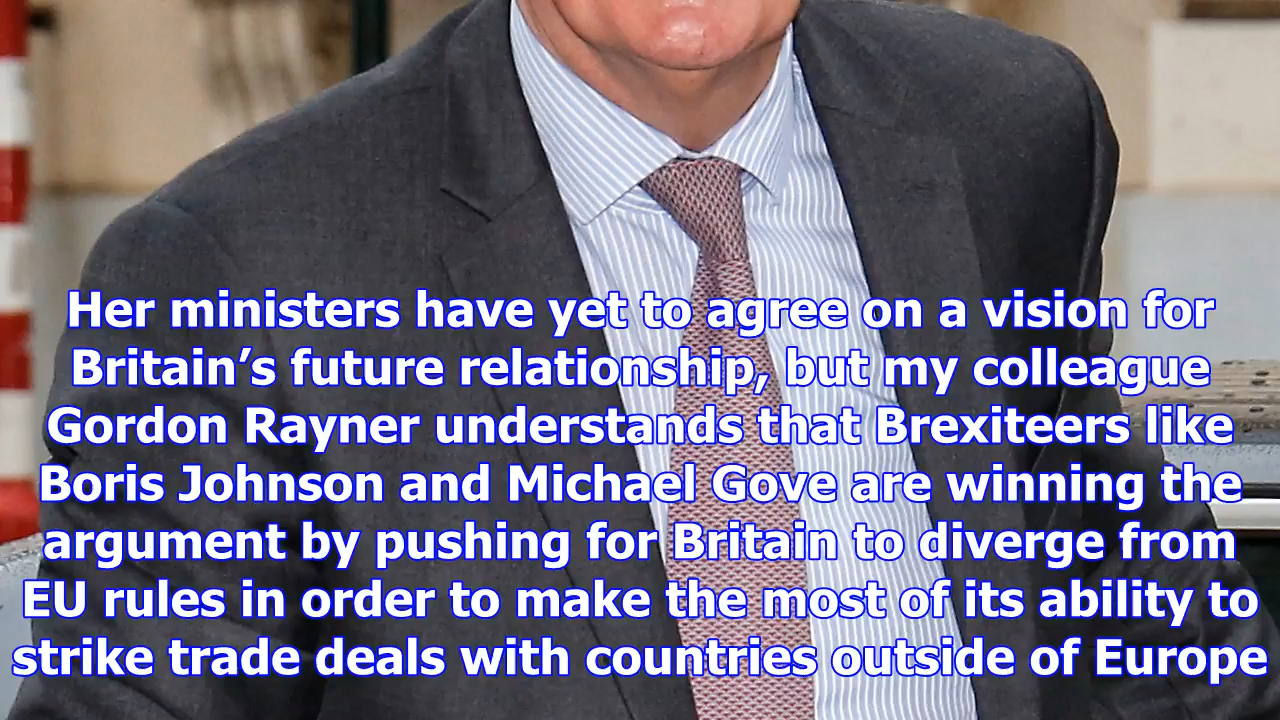 Her ministers have yet to agree on a vision for
Britain’s future relationship, but my colleague
Gordon Rayner understands that Brexiteers like
Boris Johnson and Michael Gove are winning the
argument by pushing for Britain to diverge from
EU rules in order to make the most of its ability to
strike trade deals with countries outside of Europe